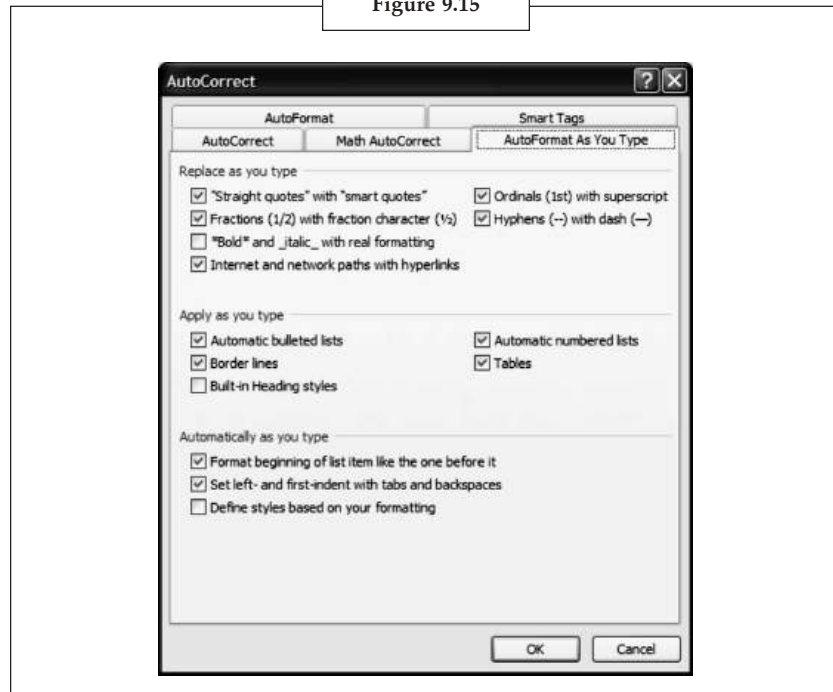 Figure 9.15
AutoCorrect
AutoFormat Smart Tags
AutoCorrect Math AutoCorrect AutoFormat As You Type
Replace as you type
"Straight quotes" with “smart quotes” Ordinals (1st) with superscript
Fractions (1/2) with fraction character (½) Hyphens (--) with dash (—)
*Bold* and _italic_ with real formatting
Internet and network paths with hyperlinks
Apply as you type
Automatic bulleted lists Automatic numbered lists
Border lines Tables
Built-in Heading styles
Automatically as you type
Format beginning of list item like the one before it
Set left- and first-indent with tabs and backspaces
Define styles based on your formatting
OK Cancel